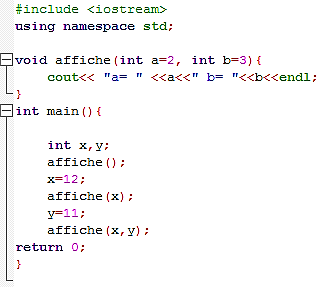 #include <iostream>
using namespace std;
void affiche(int a=2, int b=3){
cout<< "a= " <<a<<" b= "<<b<<endl;
}
int main(){
int x,y;
affiche();
x=12;
affiche(x);
y=11;
affiche(x,y);
return 0;
}